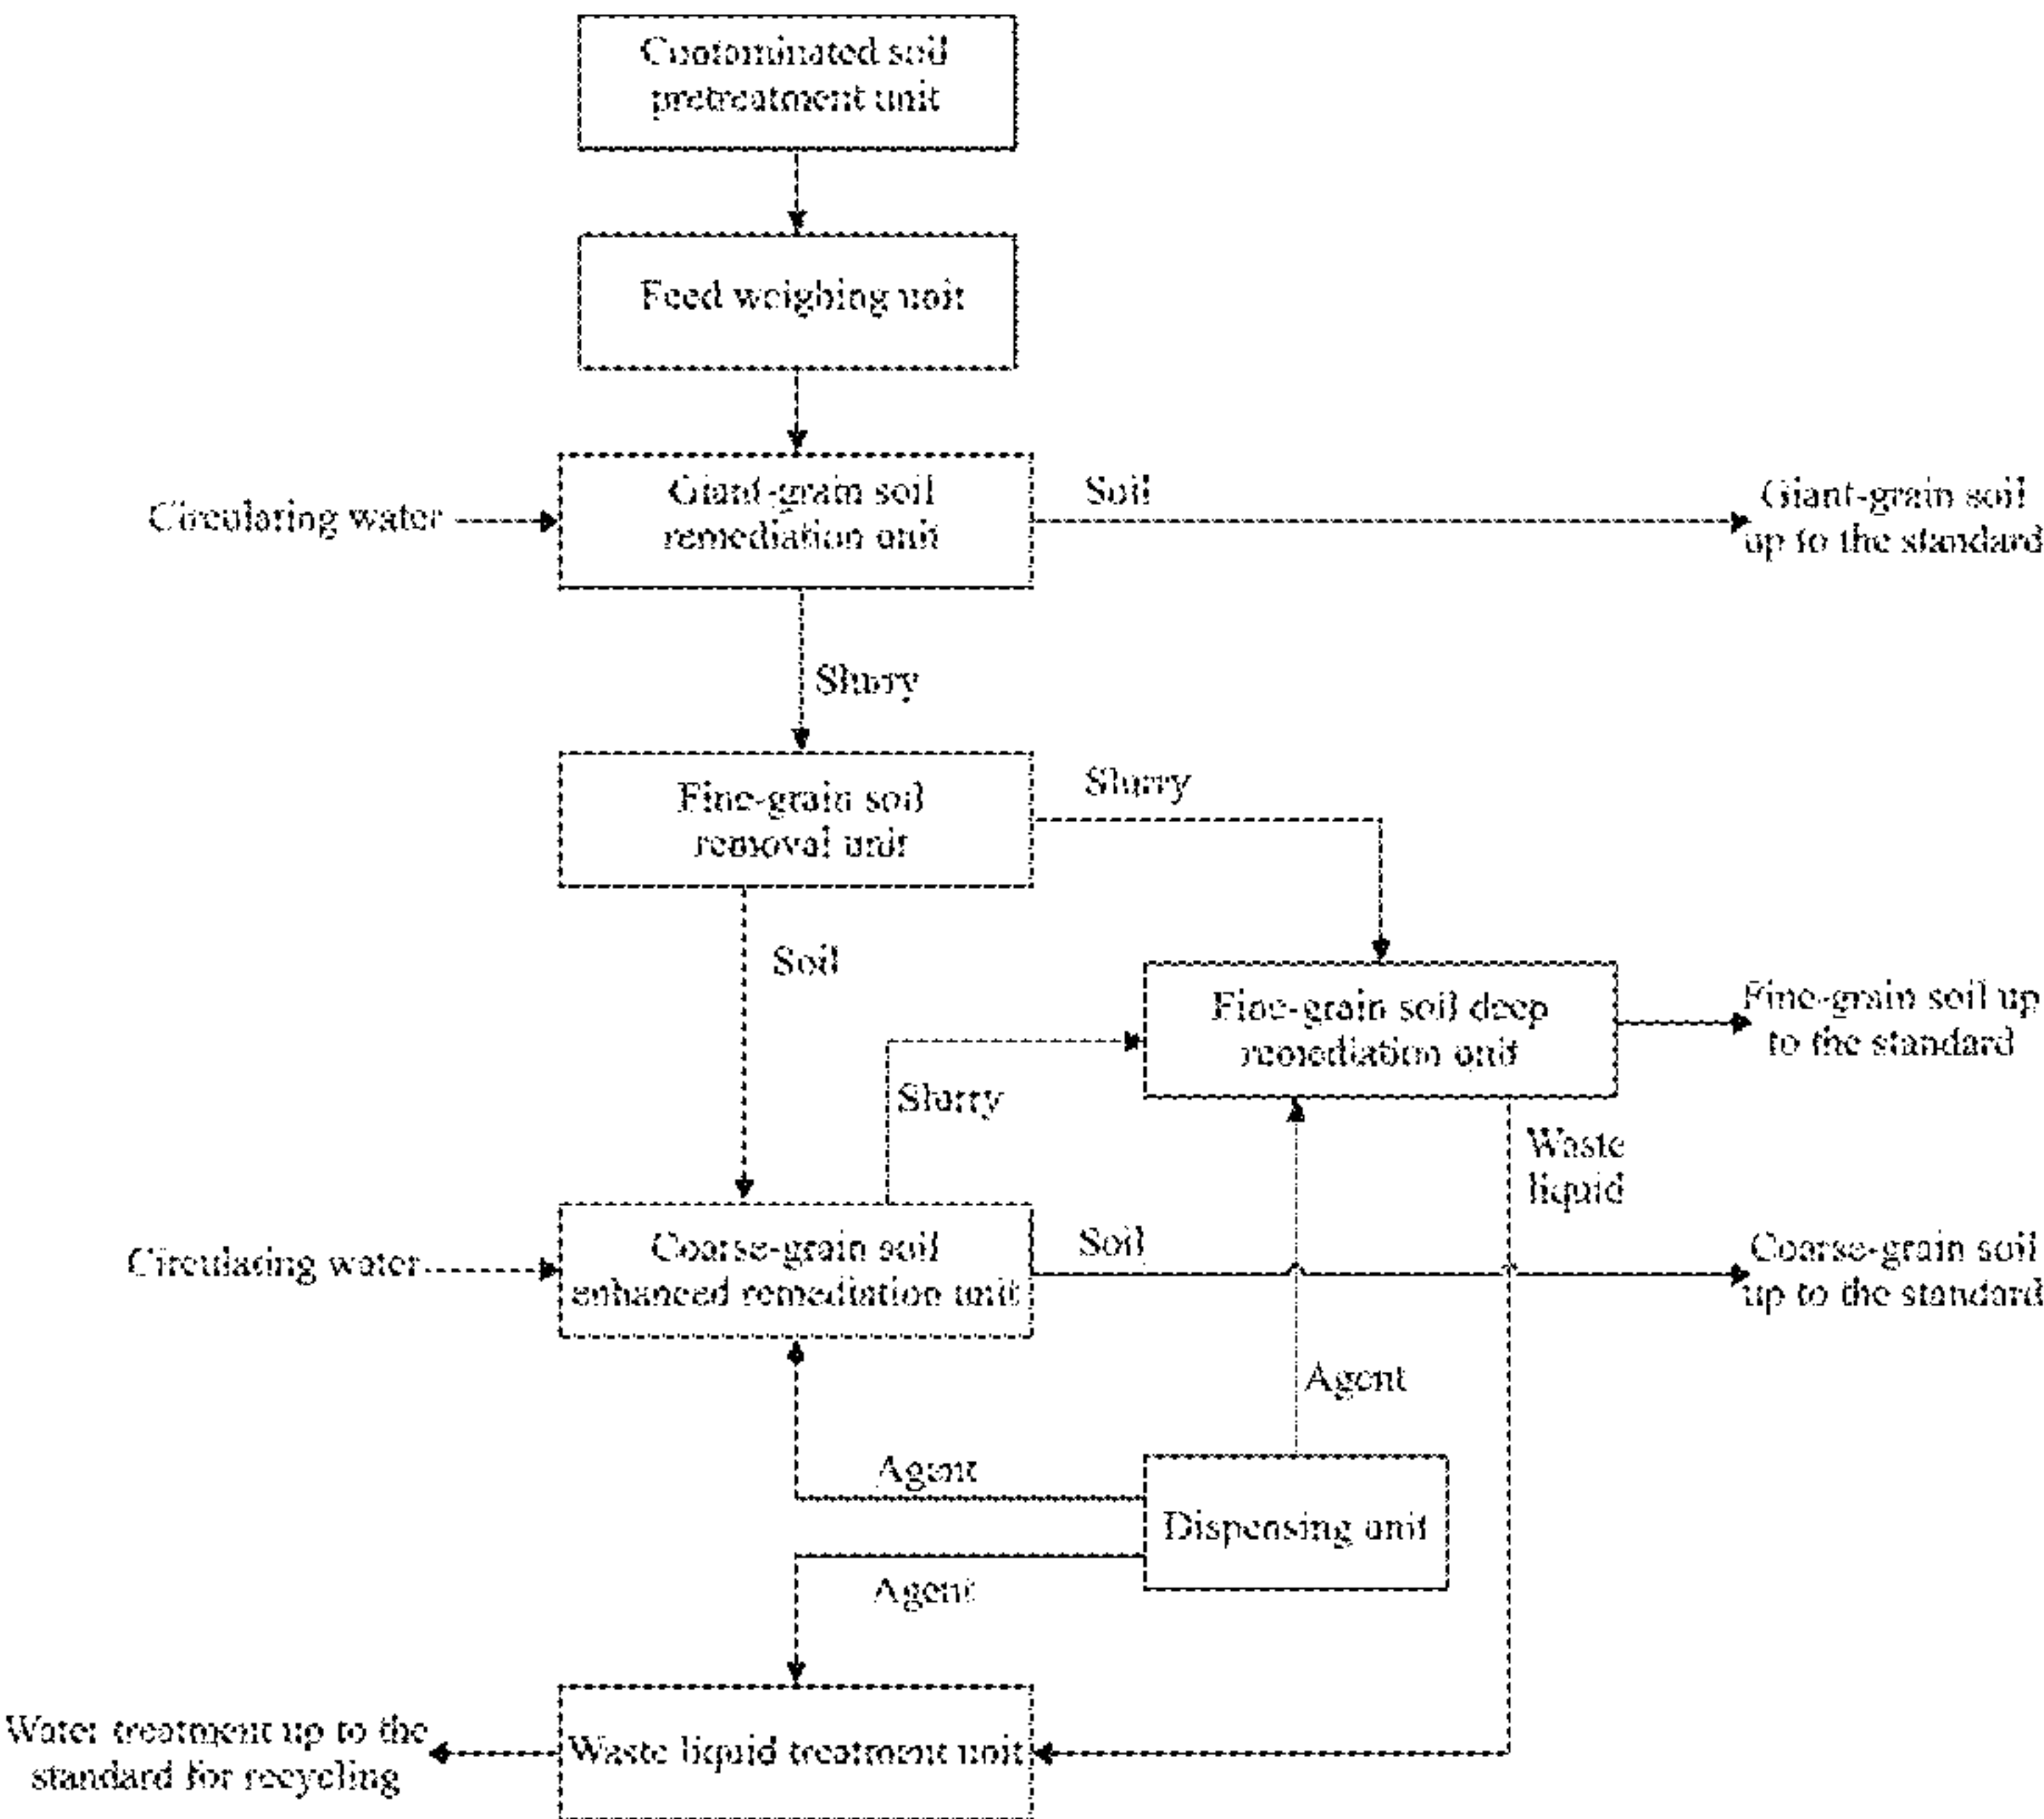 Contaminated soil
pretreatment unit
Feed weighing unit
Circularing water
Giant-grain soil
remediation unit
Soil
Giant-grain soil
up to the standard
Slurry
Fine-grain soil
removal unit
Slurry
Soil
Fine-grain soil deep
remediation unit
Fine-grain soil up
to the standard
Slurry
Waste
liquid
Circulating water
Coarse-grain soil
enhanced remediation unit
Soil
Coarse-grain soil
up to the standard
Agent
Agent
Dispensing unit
Agent
Water treatment up to the
standard for recycling
Waste liquid treatment unit